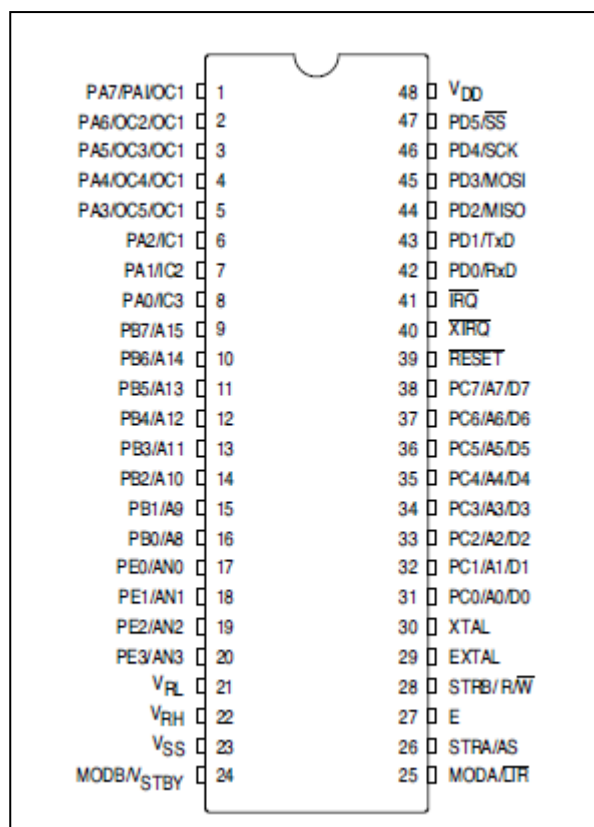 PA7/PAI/OC1 1 48 VDD
PA6/OC2/OC1 2 47 PD5/S̅S̅
PA5/OC3/OC1 3 46 PD4/SCK
PA4/OC4/OC1 4 45 PD3/MOSI
PA3/OC5/OC1 5 44 PD2/MISO
PA2/IC1 6 43 PD1/TxD
PA1/IC2 7 42 PD0/RxD
PA0/IC3 8 41 I̅R̅Q̅
PB7/A15 9 40 X̅I̅R̅Q̅
PB6/A14 10 39 R̅E̅S̅E̅T̅
PB5/A13 11 38 PC7/A7/D7
PB4/A12 12 37 PC6/A6/D6
PB3/A11 13 36 PC5/A5/D5
PB2/A10 14 35 PC4/A4/D4
PB1/A9 15 34 PC3/A3/D3
PB0/A8 16 33 PC2/A2/D2
PE0/AN0 17 32 PC1/A1/D1
PE1/AN1 18 31 PC0/A0/D0
PE2/AN2 19 30 XTAL
PE3/AN3 20 29 EXTAL
VRL 21 28 STRB/R/W̅
VRH 22 27 E
VSS 23 26 STRA/AS
MODB/VSTBY 24 25 MODA/L̅I̅R̅